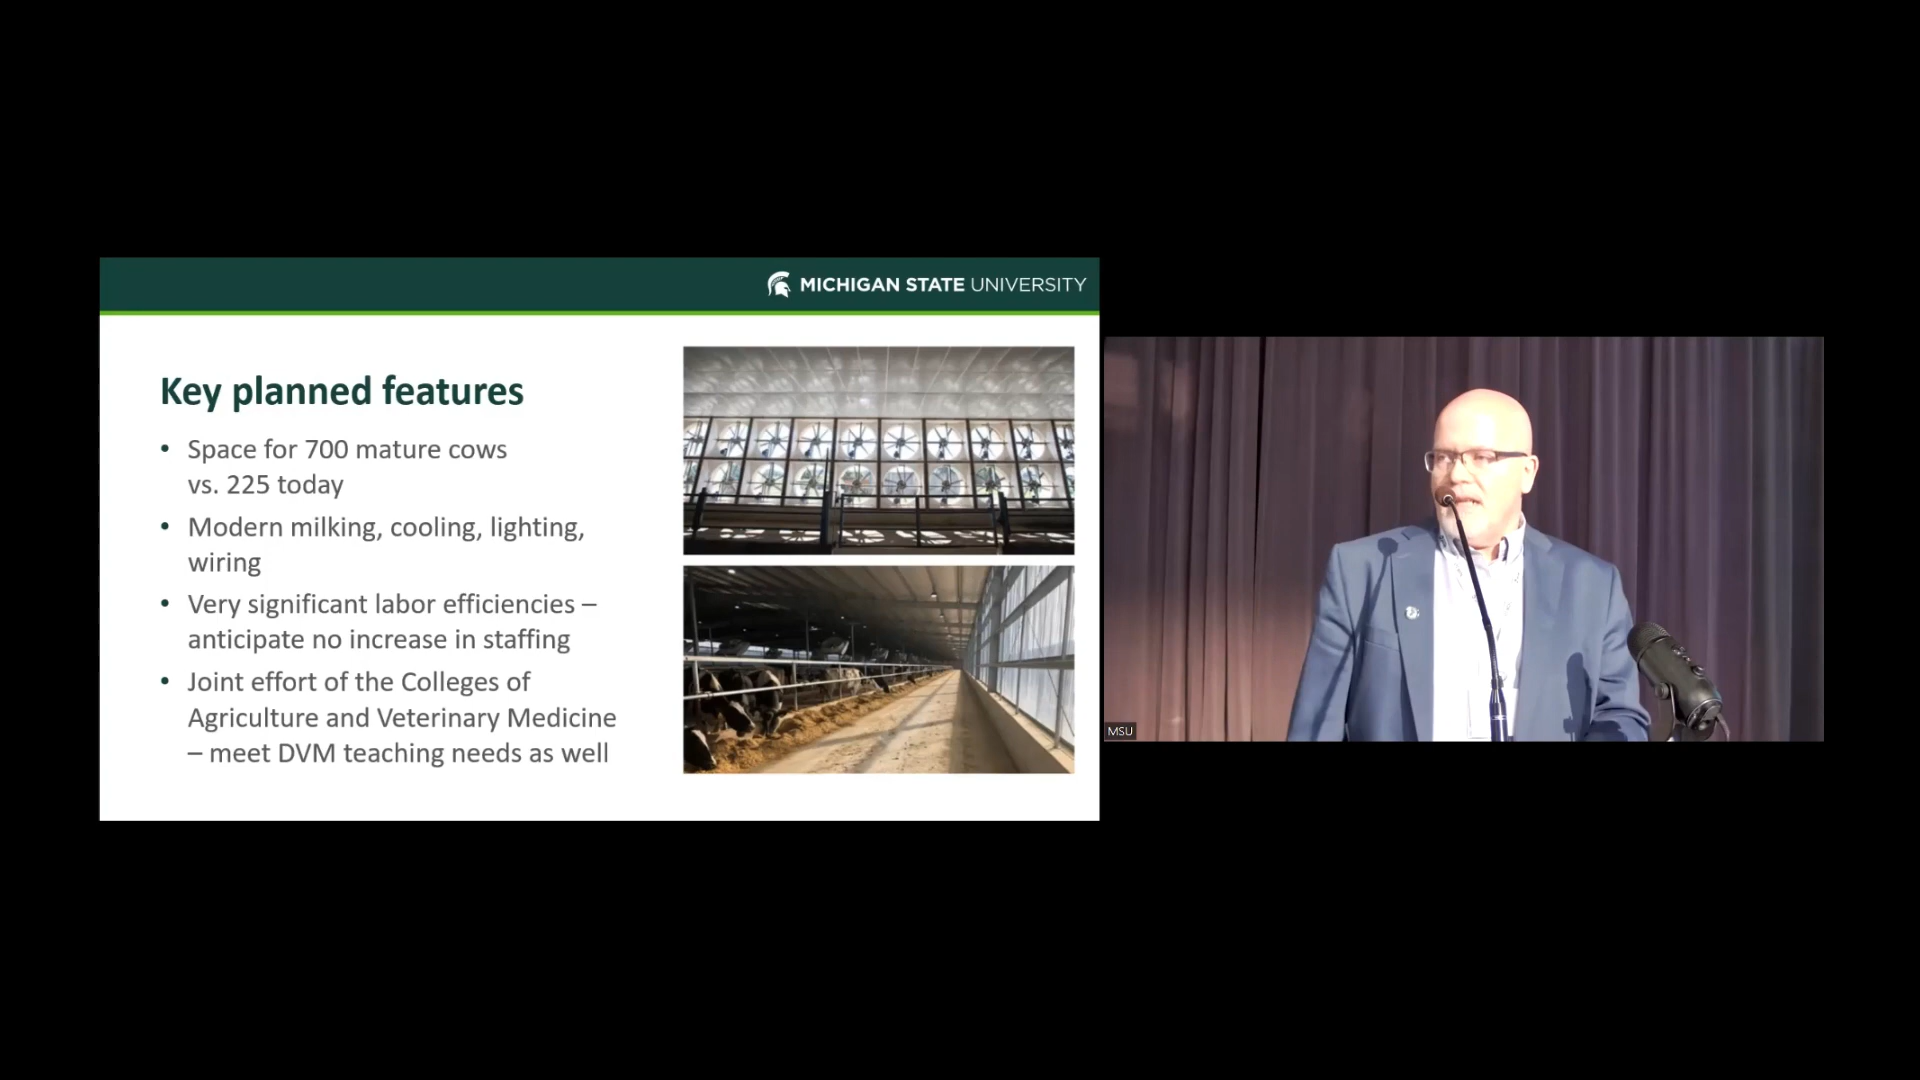 MICHIGAN STATE UNIVERSITY
Key planned features
• Space for 700 mature cows
vs. 225 today
• Modern milking, cooling, lighting,
wiring
• Very significant labor efficiencies –
anticipate no increase in staffing
• Joint effort of the Colleges of
Agriculture and Veterinary Medicine
– meet DVM teaching needs as well
MSU